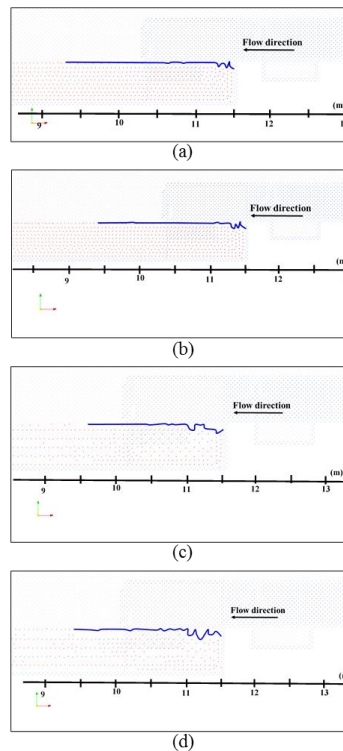 Flow direction
(m
9 10 11 12 1
(a)
Flow direction
(n
9 10 11 12
(b)
Flow direction
(m)
9 10 11 12 13
(c)
Flow direction
(
9 10 11 12 13
(d)